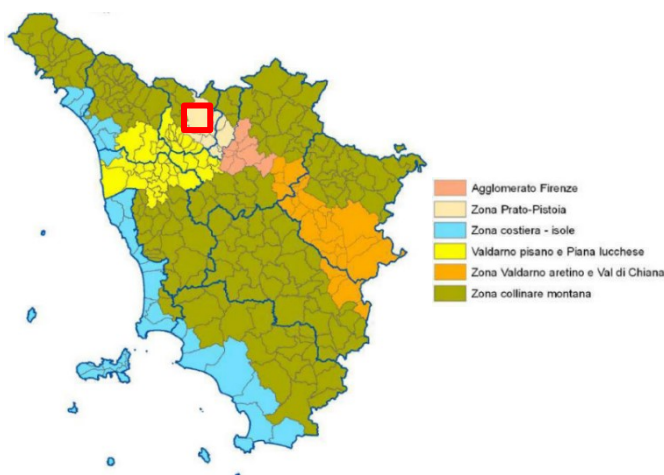 Agglomerato Firenze
Zona Prato-Pistoia
Zona costiera - isole
Valdarno pisano e Piana lucchese
Zona Valdarno aretino e Val di Chiana
Zona collinare montana